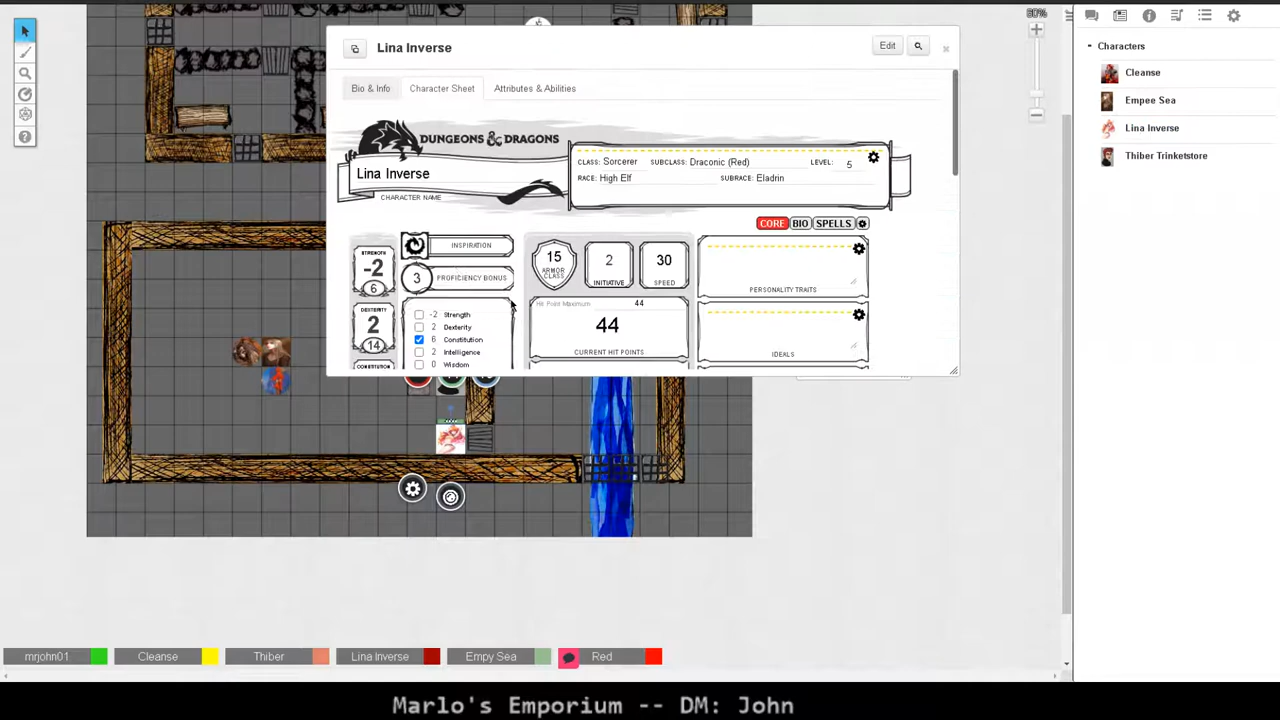 80%
Lina Inverse
Edit
Bio & Info
Character Sheet
Attributes & Abilities
DUNGEONS & DRAGONS
Lina Inverse
CHARACTER NAME
CLASS: Sorcerer SUBCLASS: Draconic (Red) LEVEL: 5
RACE: High Elf SUBRACE: Eladrin
CORE BIO SPELLS
STRENGTH
-2
6
DEXTERITY
2
14
CONSTITUTION
INSPIRATION
3 PROFICIENCY BONUS
-2 Strength
2 Dexterity
6 Constitution
2 Intelligence
0 Wisdom
15
ARMOR
CLASS
2
INITIATIVE
30
SPEED
Hit Point Maximum 44
44
CURRENT HIT POINTS
PERSONALITY TRAITS
IDEALS
Characters
Cleanse
Empee Sea
Lina Inverse
Thiber Trinketstore
mrjohn01
Cleanse
Thiber
Lina Inverse
Empy Sea
Red
Marlo's Emporium -- DM: John